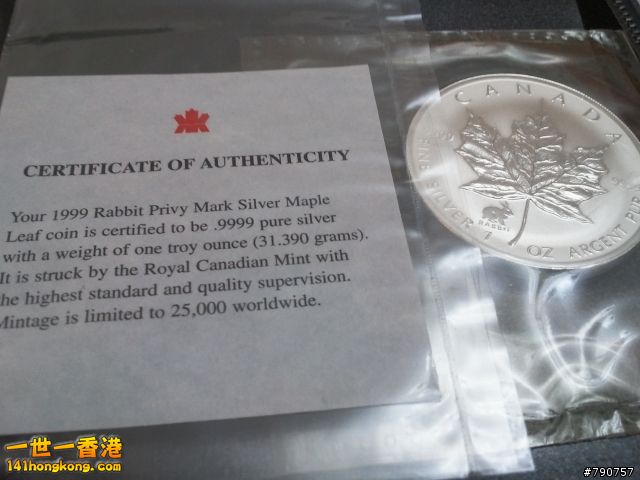 CERTIFICATE OF AUTHENTICITY
Your 1999 Rabbit Privy Mark Silver Maple
Leaf coin is certified to be .9999 pure silver
with a weight of one troy ounce (31.390 grams).
It is struck by the Royal Canadian Mint with
the highest standard and quality supervision.
Mintage is limited to 25,000 worldwide.
CANADA
FINE SILVER 1 OZ ARGENT PUR
RABBIT
一世一香港
141hongkong.com
#790757